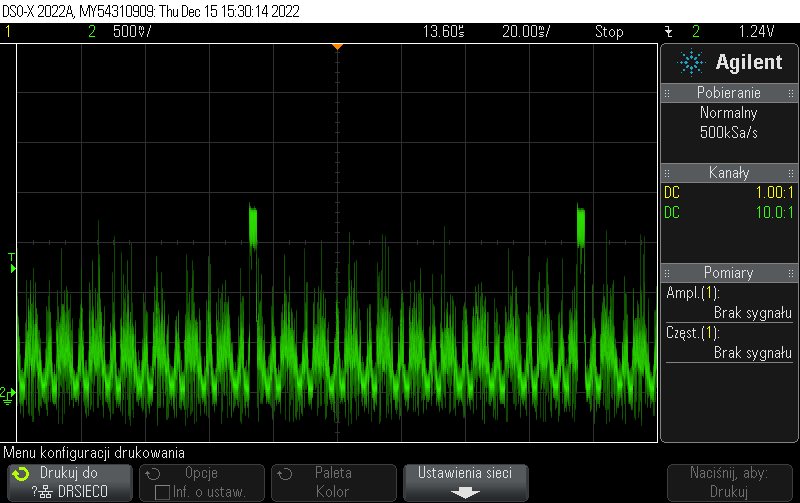 DSO-X 2022A, MY54310909: Thu Dec 15 15:30:14 2022
1 2 500mV/ 13.60s 20.00s/ Stop 2 1.24V
Agilent
Pobieranie
Normalny
500kSa/s
Kanały
DC 1.00:1
DC 10.0:1
Pomiary
Ampl.(1):
Brak sygnału
Częst.(1):
Brak sygnału
T
2
Menu konfiguracji drukowania
Drukuj do
?DRSIECO
Opcje
Inf. o ustaw.
Paleta
Kolor
Ustawienia sieci
Naciśnij, aby:
Drukuj